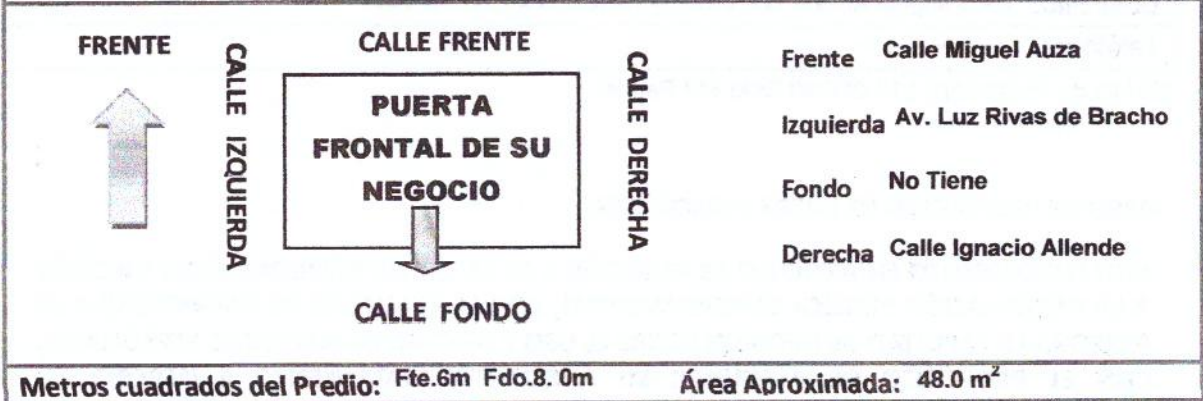 FRENTE
CALLE IZQUIERDA
CALLE FRENTE
PUERTA
FRONTAL DE SU
NEGOCIO
CALLE FONDO
CALLE DERECHA
Frente Calle Miguel Auza
Izquierda Av. Luz Rivas de Bracho
Fondo No Tiene
Derecha Calle Ignacio Allende
Metros cuadrados del Predio: Fte.6m Fdo.8. 0m Área Aproximada: 48.0 m²